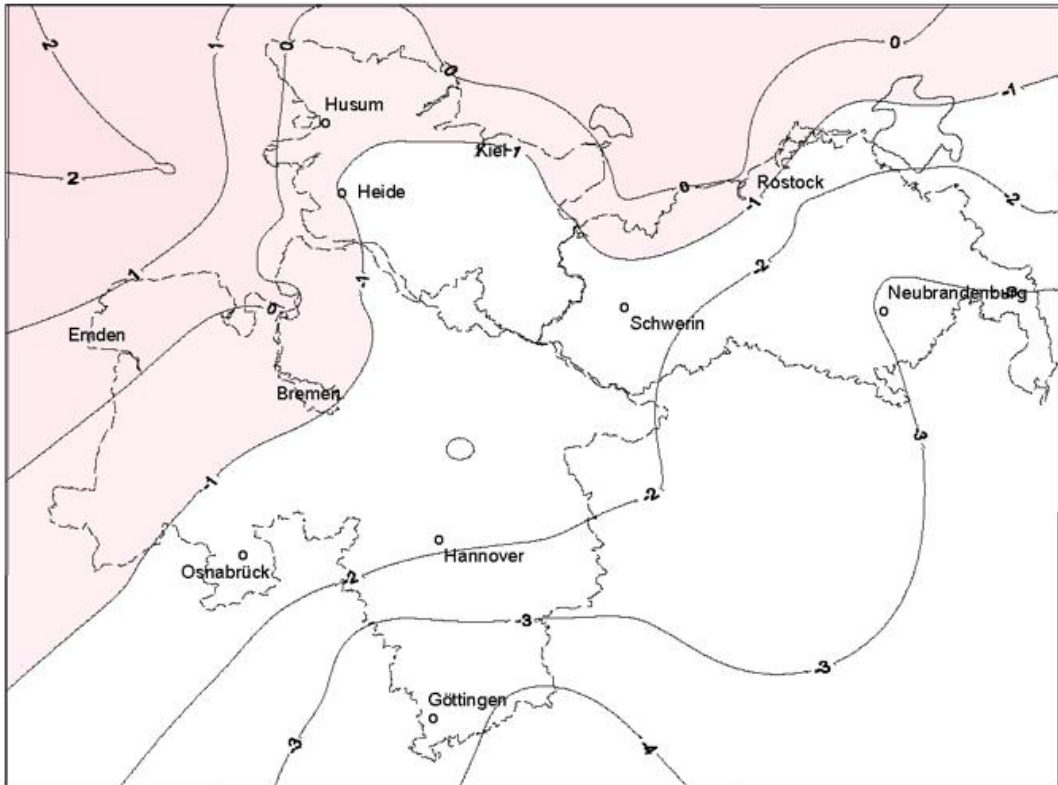 2
1
0
0
0
-1
Husum
Kiel
-1
2
Heide
0
Rostock
-1
-2
1
-1
-2
Neubrandenburg
0
Schwerin
Emden
Bremen
-3
-1
-2
Hannover
Osnabrück
-2
-3
-3
Göttingen
-3
-4